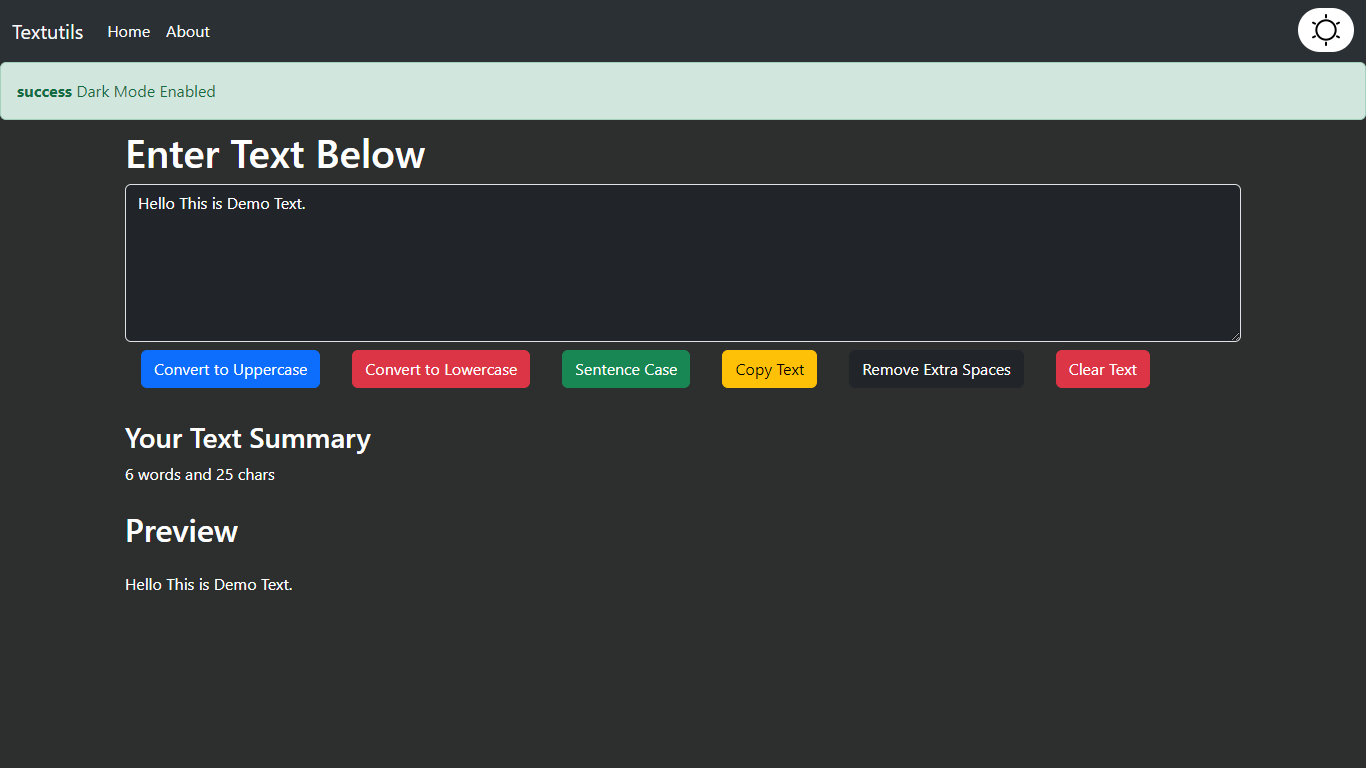 Textutils Home About
success Dark Mode Enabled
Enter Text Below
Hello This is Demo Text.
Convert to Uppercase Convert to Lowercase Sentence Case Copy Text Remove Extra Spaces Clear Text
Your Text Summary
6 words and 25 chars
Preview
Hello This is Demo Text.